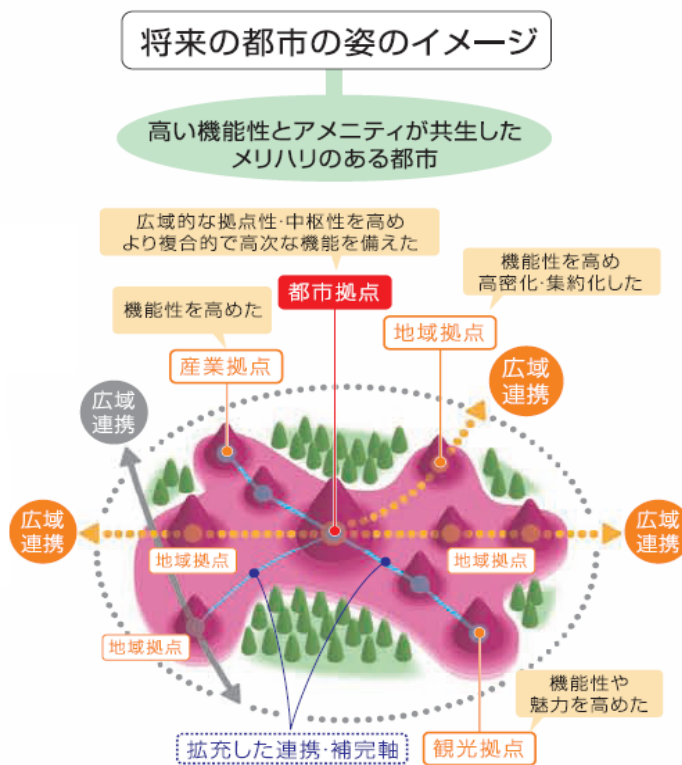 将来の都市の姿のイメージ
高い機能性とアメニティが共生した
メリハリのある都市
広域的な拠点性・中枢性を高め
より複合的で高次な機能を備えた
都市拠点
機能性を高め
高密化・集約化した
地域拠点
機能性を高めた
産業拠点
広域
連携
広域
連携
広域
連携
広域
連携
地域拠点
地域拠点
地域拠点
機能性や
魅力を高めた
観光拠点
拡充した連携・補完軸